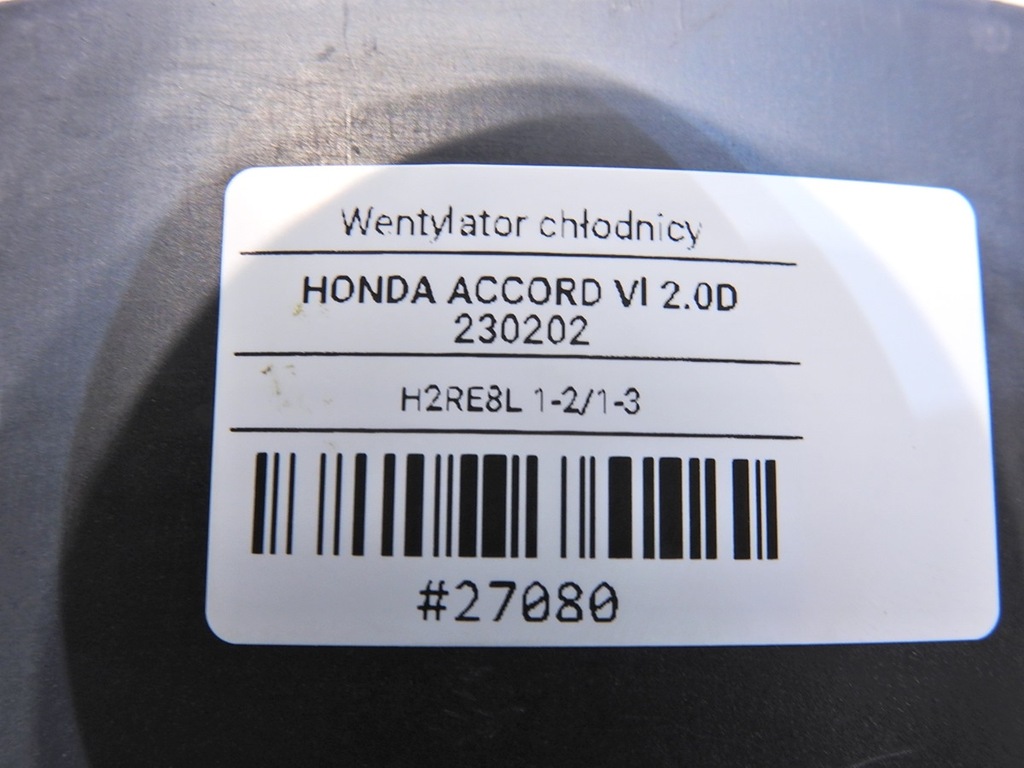 Wentylator chłodnicy
HONDA ACCORD VI 2.0D
230202
H2RE8L 1-2/1-3
#27080